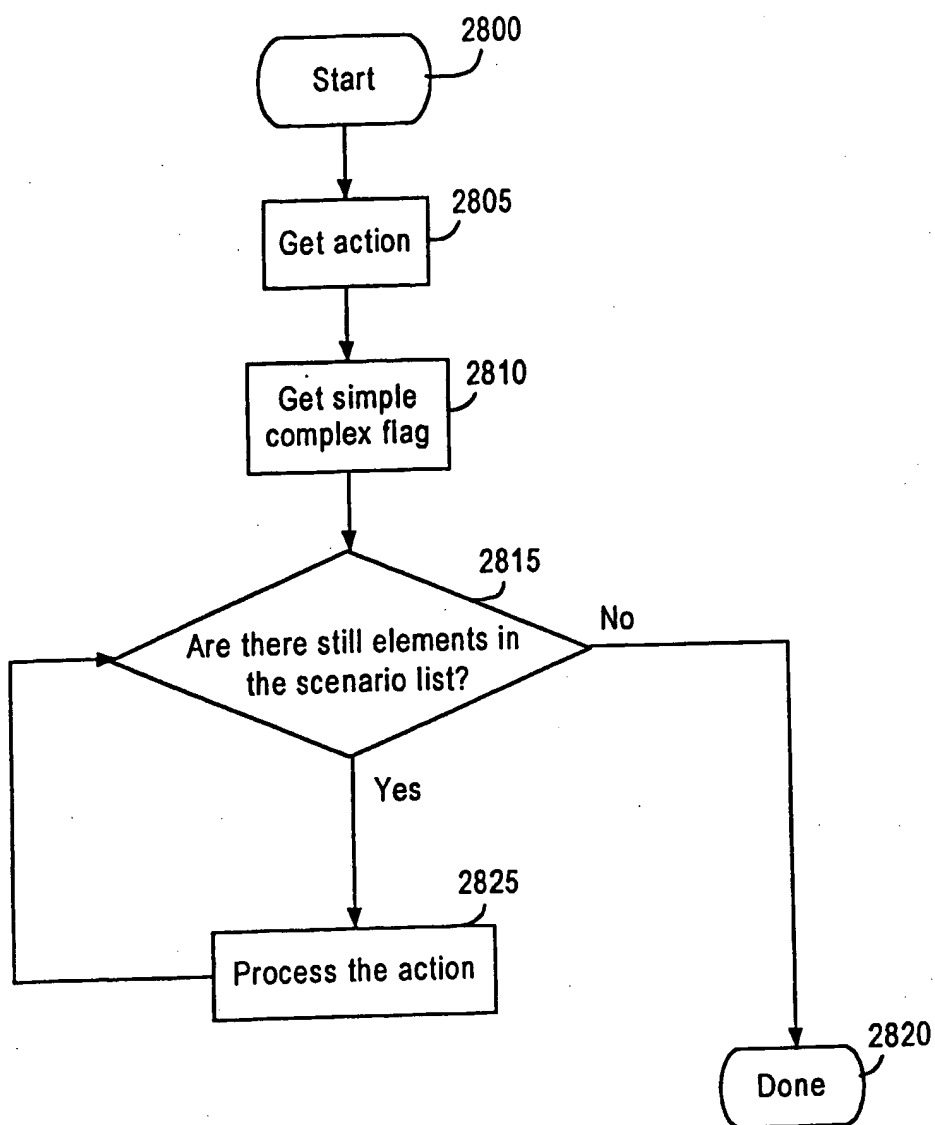 2800
Start
2805
Get action
2810
Get simple
complex flag
2815
Are there still elements in
the scenario list?
No
Yes
2825
Process the action
2820
Done